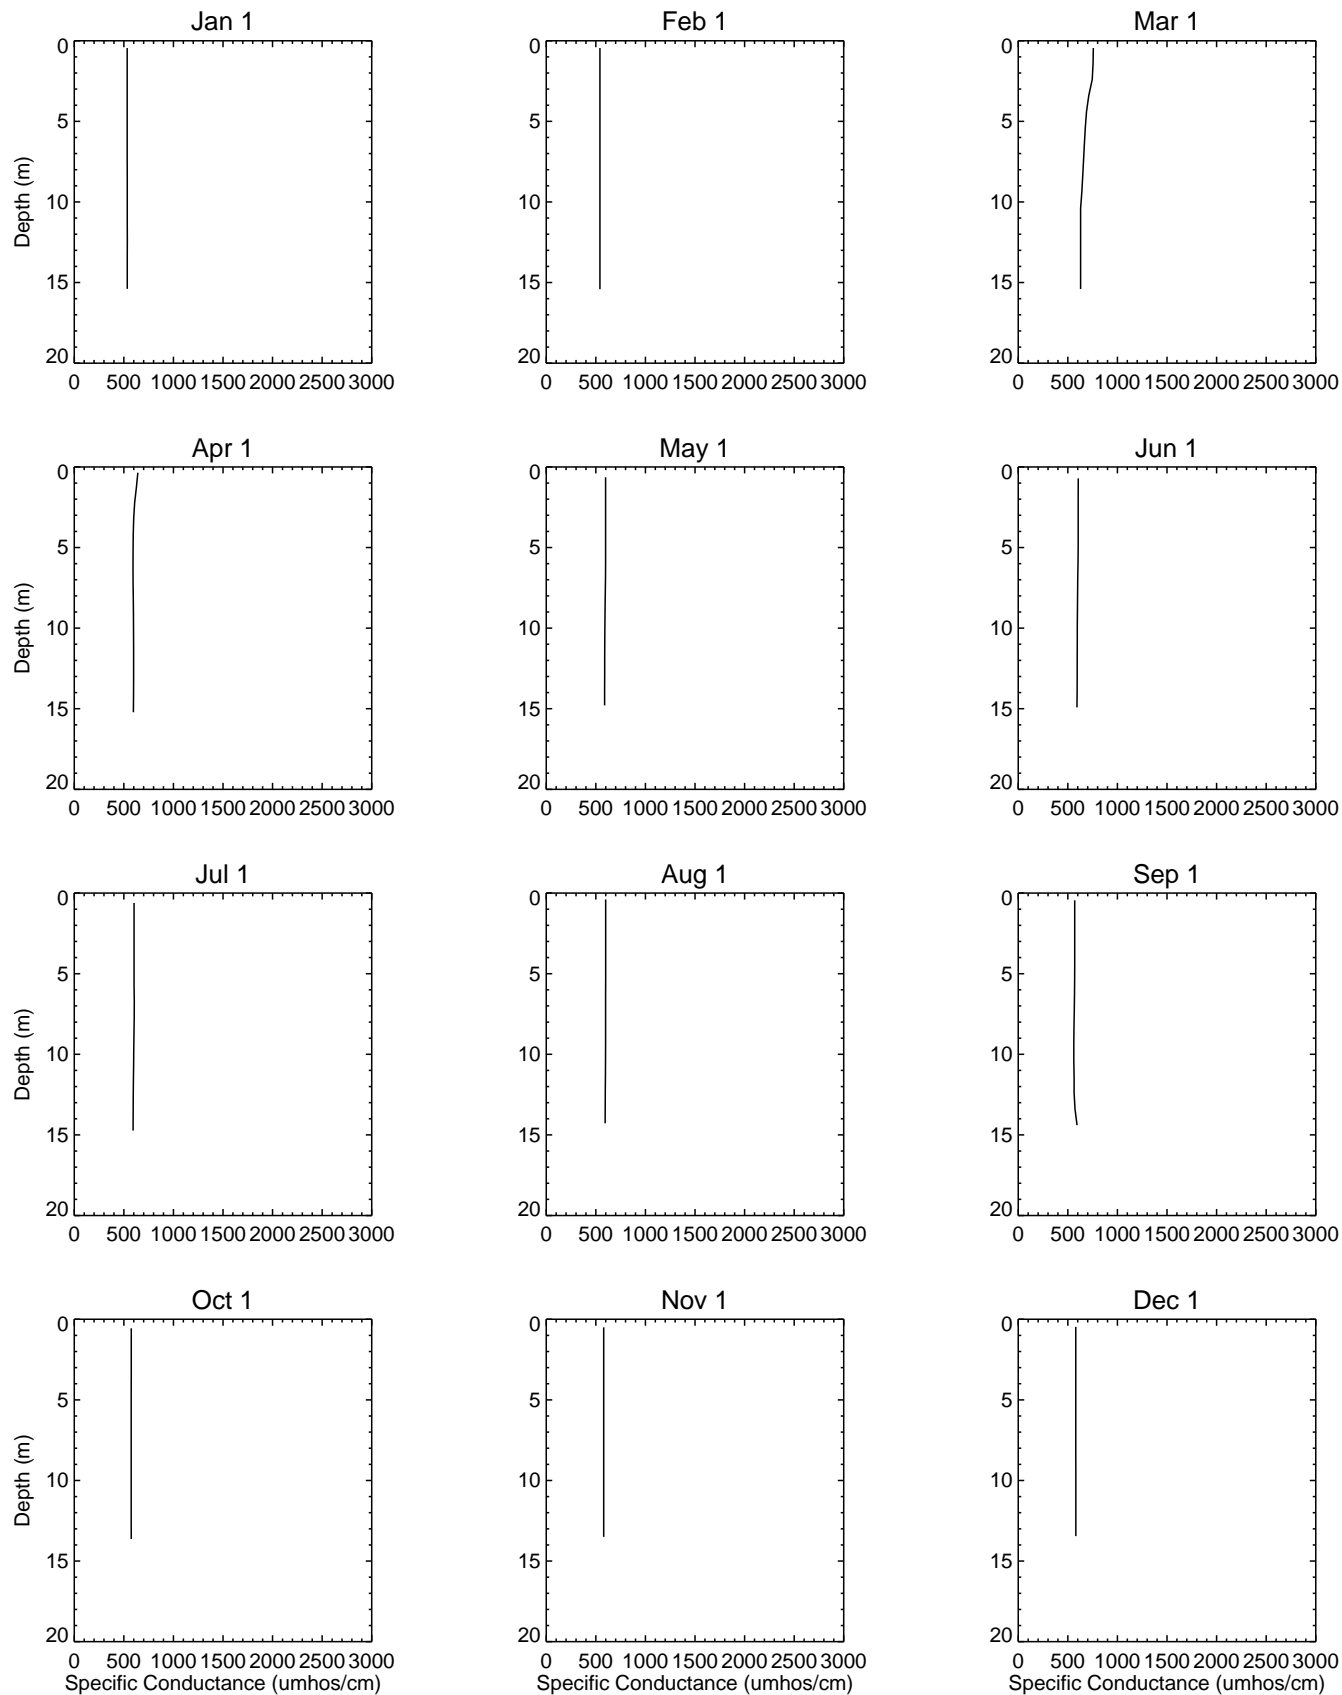 Jan 1 Feb 1 Mar 1
0 0 0
5 5 5
Depth (m)
10 10 10
15 15 15
20 20 20
0 500 1000 1500 2000 2500 3000 0 500 1000 1500 2000 2500 3000 0 500 1000 1500 2000 2500 3000
Apr 1 May 1 Jun 1
0 0 0
5 5 5
Depth (m)
10 10 10
15 15 15
20 20 20
0 500 1000 1500 2000 2500 3000 0 500 1000 1500 2000 2500 3000 0 500 1000 1500 2000 2500 3000
Jul 1 Aug 1 Sep 1
0 0 0
5 5 5
Depth (m)
10 10 10
15 15 15
20 20 20
0 500 1000 1500 2000 2500 3000 0 500 1000 1500 2000 2500 3000 0 500 1000 1500 2000 2500 3000
Oct 1 Nov 1 Dec 1
0 0 0
5 5 5
Depth (m)
10 10 10
15 15 15
20 20 20
0 500 1000 1500 2000 2500 3000 0 500 1000 1500 2000 2500 3000 0 500 1000 1500 2000 2500 3000
Specific Conductance (umhos/cm) Specific Conductance (umhos/cm) Specific Conductance (umhos/cm)